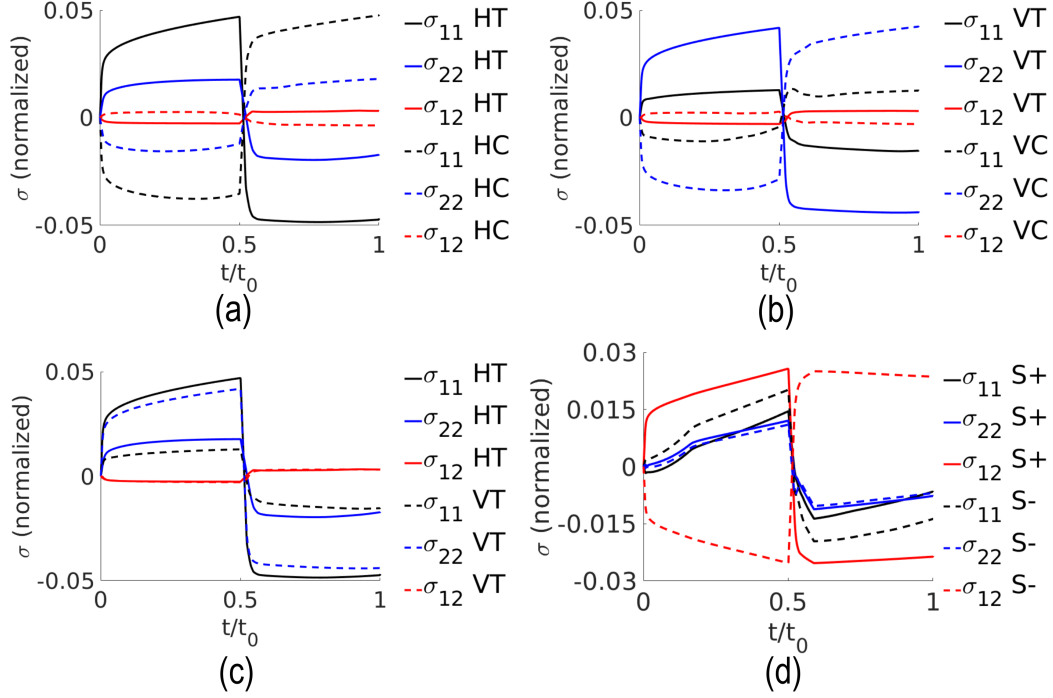 0.05
0
-0.05
0
0.5
1
σ (normalized)
t/t₀
σ₁₁ HT
σ₂₂ HT
σ₁₂ HT
σ₁₁ HC
σ₂₂ HC
σ₁₂ HC
(a)
0.05
0
-0.05
0
0.5
1
σ (normalized)
t/t₀
σ₁₁ VT
σ₂₂ VT
σ₁₂ VT
σ₁₁ VC
σ₂₂ VC
σ₁₂ VC
(b)
0.05
0
-0.05
0
0.5
1
σ (normalized)
t/t₀
σ₁₁ HT
σ₂₂ HT
σ₁₂ HT
σ₁₁ VT
σ₂₂ VT
σ₁₂ VT
(c)
0.03
0.015
0
-0.015
-0.03
0
0.5
1
σ (normalized)
t/t₀
σ₁₁ S+
σ₂₂ S+
σ₁₂ S+
σ₁₁ S-
σ₂₂ S-
σ₁₂ S-
(d)